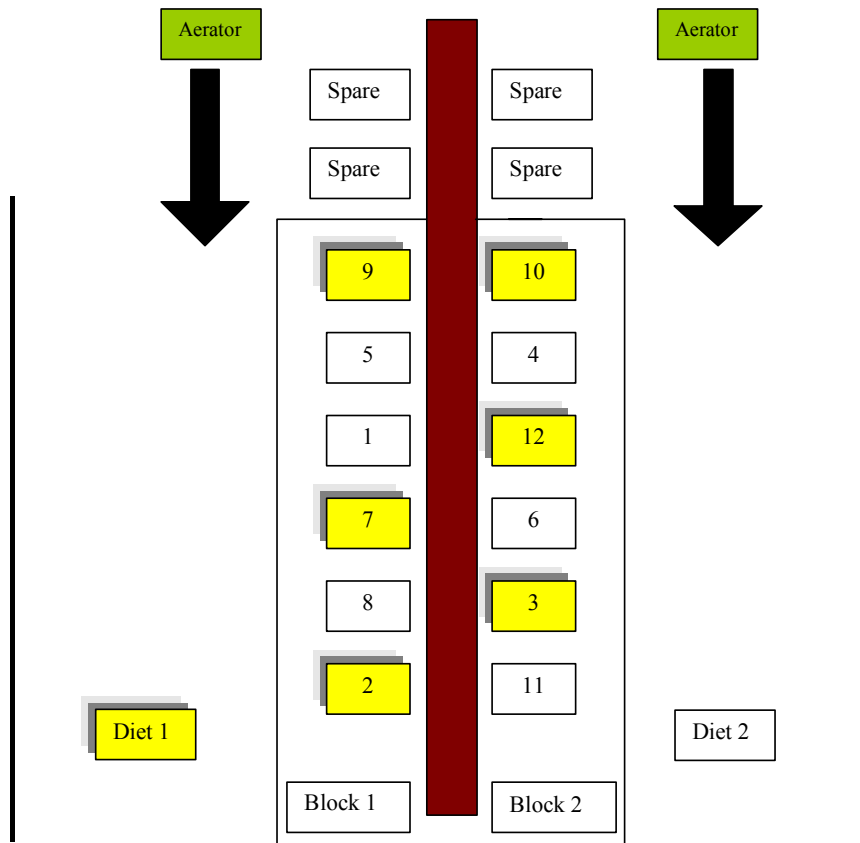 Aerator
Aerator
Spare
Spare
Spare
Spare
9
10
5
4
1
12
7
6
8
3
2
11
Diet 1
Diet 2
Block 1
Block 2